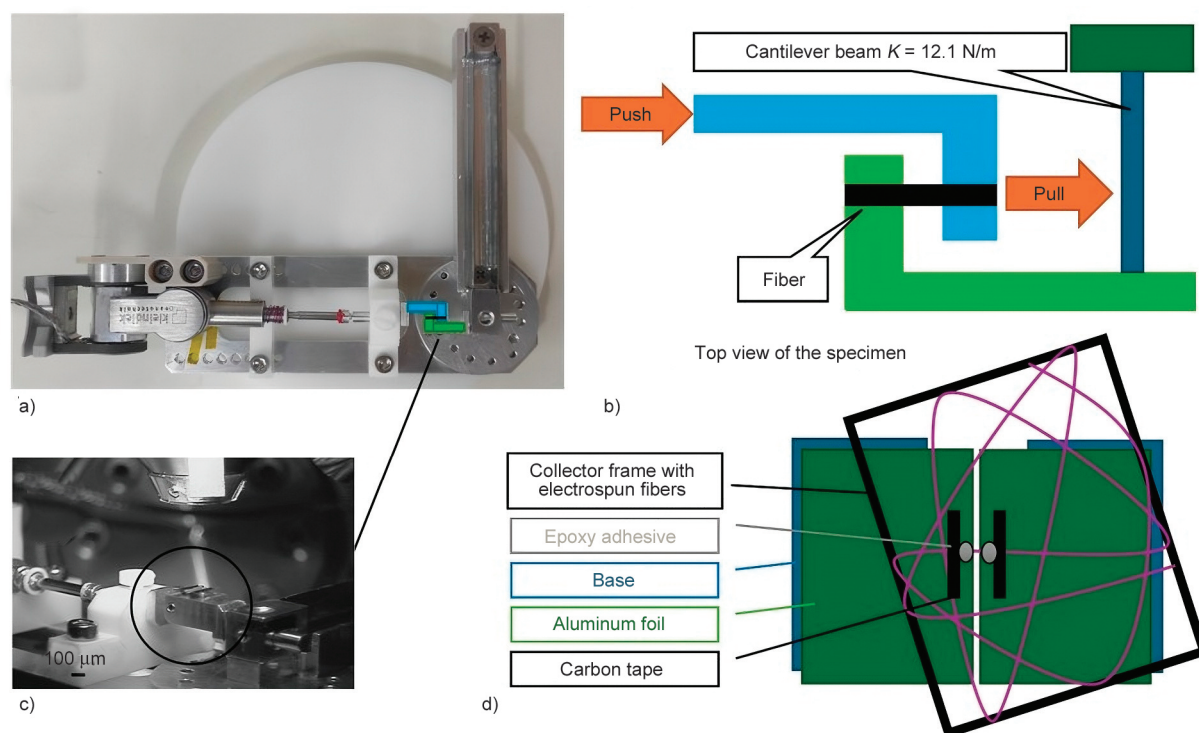 Cantilever beam K = 12.1 N/m
Push
Pull
Fiber
a)
b)
Top view of the specimen
Collector frame with
electrospun fibers
Epoxy adhesive
Base
Aluminum foil
Carbon tape
100 μm
c)
d)